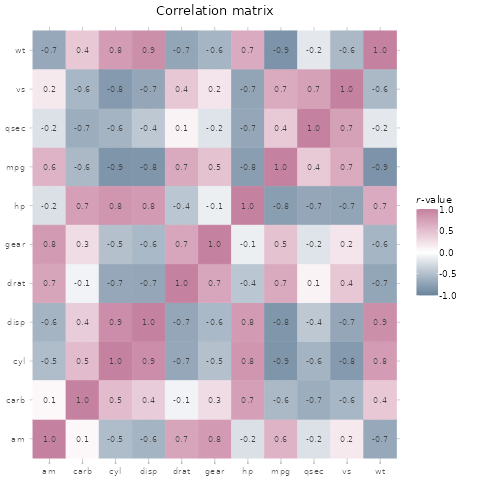 Correlation matrix
wt -0.7 0.4 0.8 0.9 -0.7 -0.6 0.7 -0.9 -0.2 -0.6 1.0
vs 0.2 -0.6 -0.8 -0.7 0.4 0.2 -0.7 0.7 0.7 1.0 -0.6
qsec -0.2 -0.7 -0.6 -0.4 0.1 -0.2 -0.7 0.4 1.0 0.7 -0.2
mpg 0.6 -0.6 -0.9 -0.8 0.7 0.5 -0.8 1.0 0.4 0.7 -0.9
hp -0.2 0.7 0.8 0.8 -0.4 -0.1 1.0 -0.8 -0.7 -0.7 0.7
gear 0.8 0.3 -0.5 -0.6 0.7 1.0 -0.1 0.5 -0.2 0.2 -0.6
drat 0.7 -0.1 -0.7 -0.7 1.0 0.7 -0.4 0.7 0.1 0.4 -0.7
disp -0.6 0.4 0.9 1.0 -0.7 -0.6 0.8 -0.8 -0.4 -0.7 0.9
cyl -0.5 0.5 1.0 0.9 -0.7 -0.5 0.8 -0.9 -0.6 -0.8 0.8
carb 0.1 1.0 0.5 0.4 -0.1 0.3 0.7 -0.6 -0.7 -0.6 0.4
am 1.0 0.1 -0.5 -0.6 0.7 0.8 -0.2 0.6 -0.2 0.2 -0.7
am carb cyl disp drat gear hp mpg qsec vs wt
r-value
1.0
0.5
0.0
-0.5
-1.0